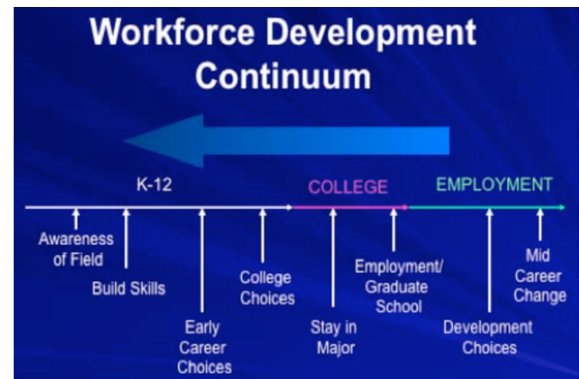 Workforce Development
Continuum
K-12
COLLEGE
EMPLOYMENT
Awareness
of Field
Build Skills
Early
Career
Choices
College
Choices
Stay in
Major
Employment/
Graduate
School
Development
Choices
Mid
Career
Change